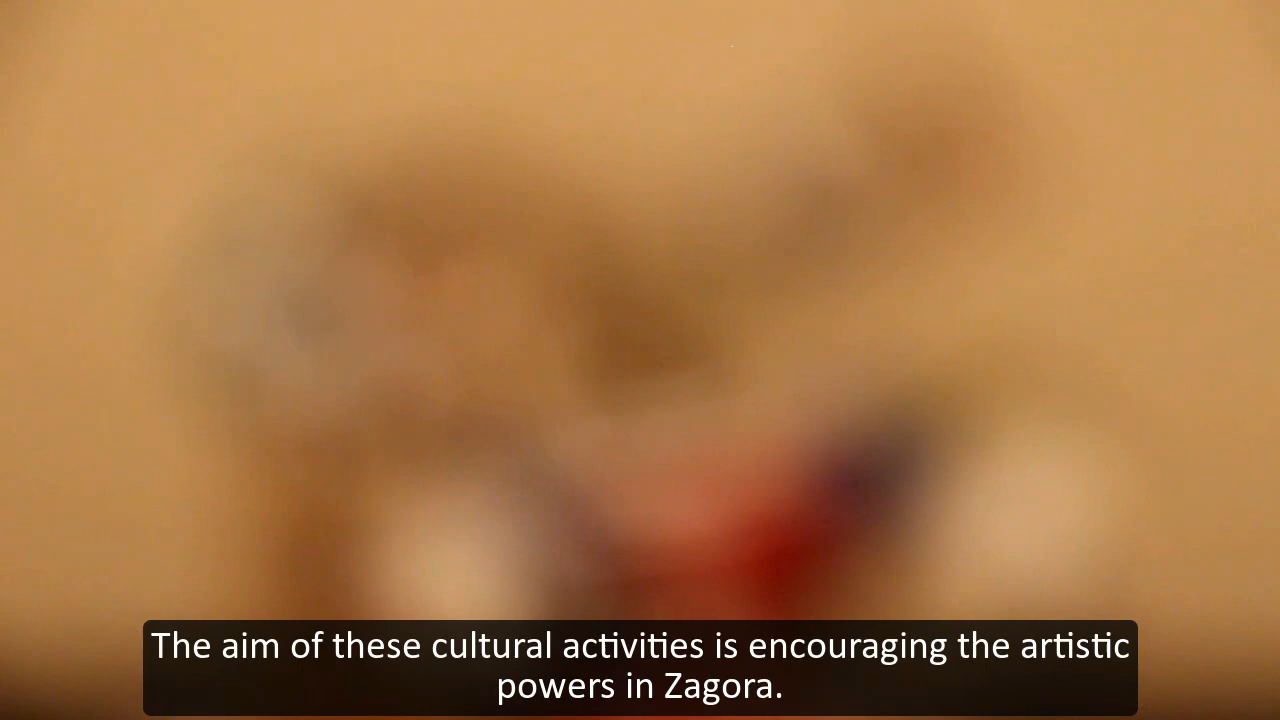 The aim of these cultural activities is encouraging the artistic
powers in Zagora.